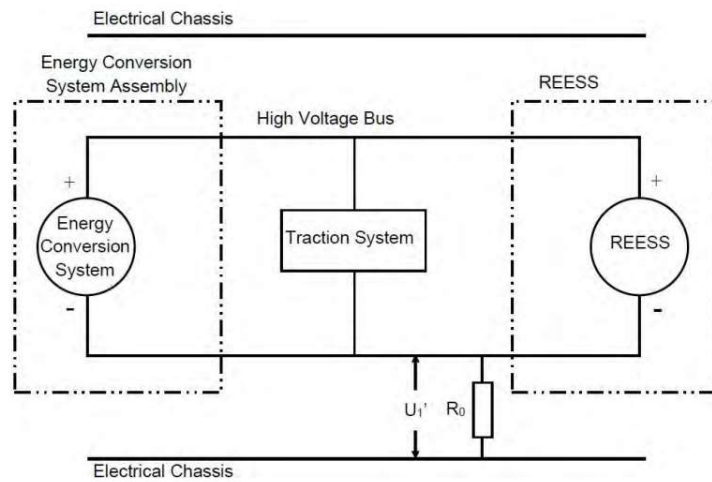 Electrical Chassis
Energy Conversion
System Assembly
REESS
High Voltage Bus
+
+
Energy
Conversion
System
Traction System
REESS
-
-
U₁’
R₀
Electrical Chassis